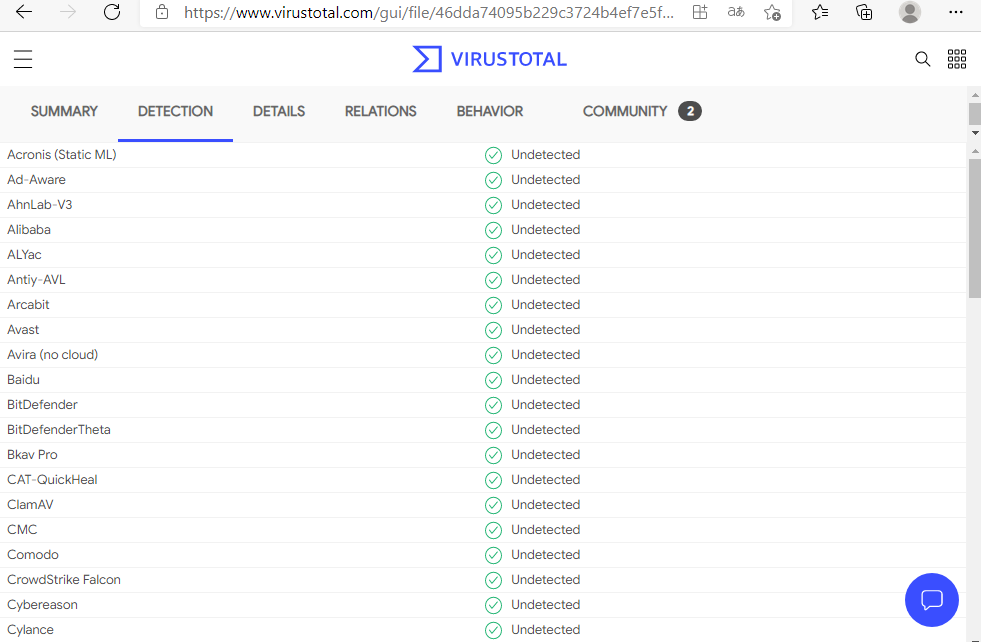 https://www.virustotal.com/gui/file/46dda74095b229c3724b4ef7e5f...
VIRUSTOTAL
SUMMARY DETECTION DETAILS RELATIONS BEHAVIOR COMMUNITY 2
Acronis (Static ML) Undetected
Ad-Aware Undetected
AhnLab-V3 Undetected
Alibaba Undetected
ALYac Undetected
Antiy-AVL Undetected
Arcabit Undetected
Avast Undetected
Avira (no cloud) Undetected
Baidu Undetected
BitDefender Undetected
BitDefenderTheta Undetected
Bkav Pro Undetected
CAT-QuickHeal Undetected
ClamAV Undetected
CMC Undetected
Comodo Undetected
CrowdStrike Falcon Undetected
Cybereason Undetected
Cylance Undetected